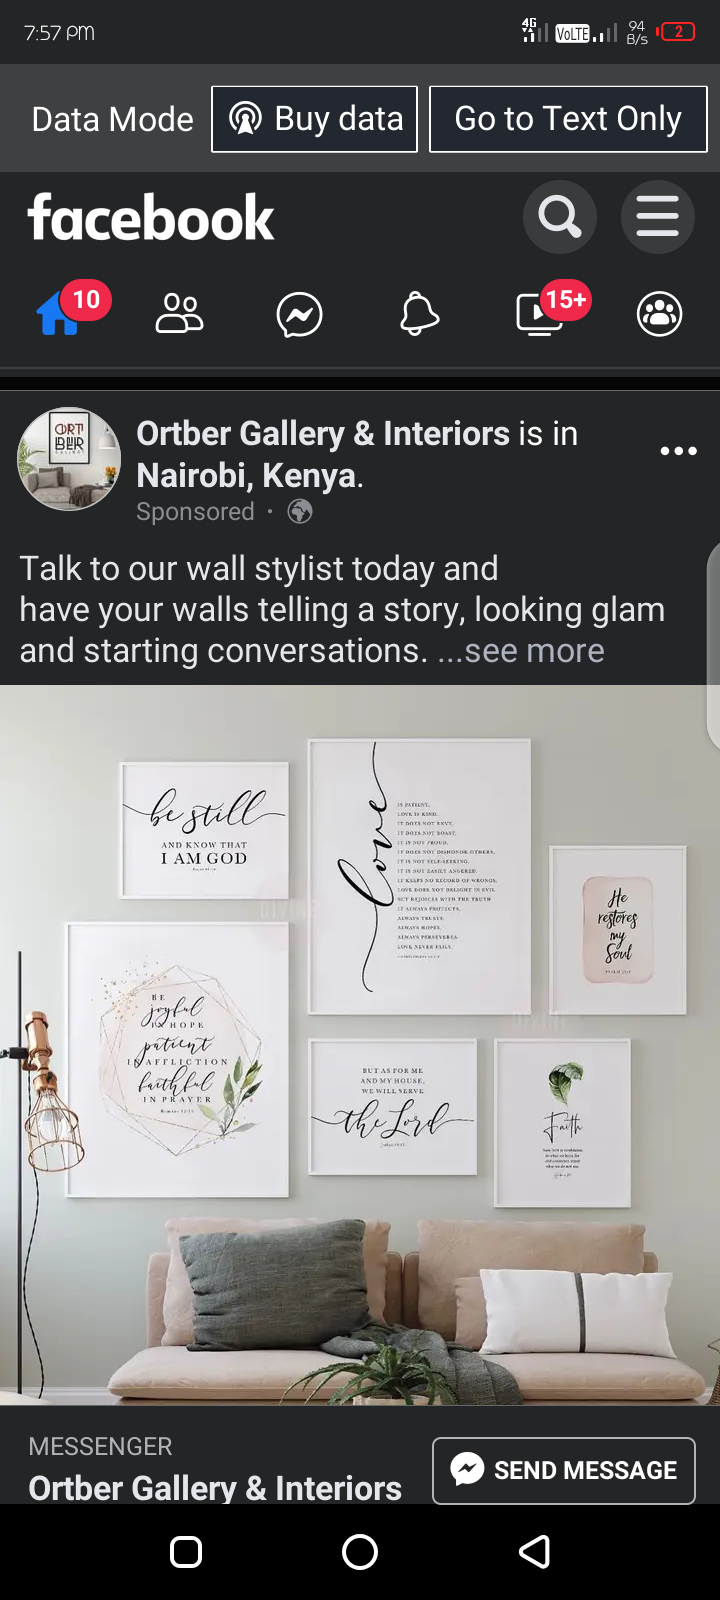 7:57 PM
4G
VoLTE
94
B/s
2
Data Mode
Buy data
Go to Text Only
facebook
10
15+
Ortber Gallery & Interiors is in
Nairobi, Kenya.
Sponsored ·
Talk to our wall stylist today and
have your walls telling a story, looking glam
and starting conversations. ...see more
be still
AND KNOW THAT
I AM GOD
love
IS PATIENT,
LOVE IS KIND.
IT DOES NOT ENVY,
IT DOES NOT BOAST,
IT IS NOT PROUD.
IT DOES NOT DISHONOR OTHERS,
IT IS NOT SELF-SEEKING,
IT IS NOT EASILY ANGERED,
IT KEEPS NO RECORD OF WRONGS.
LOVE DOES NOT DELIGHT IN EVIL
BUT REJOICES WITH THE TRUTH
IT ALWAYS PROTECTS,
ALWAYS TRUSTS,
ALWAYS HOPES,
ALWAYS PERSEVERES.
LOVE NEVER FAILS.
He
restores
my
Soul
PSALM 23:3
BE
joyful
IN HOPE
patient
IN AFFLICTION
faithful
IN PRAYER
Romans 12:12
BUT AS FOR ME
AND MY HOUSE,
WE WILL SERVE
the Lord
Faith
MESSENGER
Ortber Gallery & Interiors
SEND MESSAGE